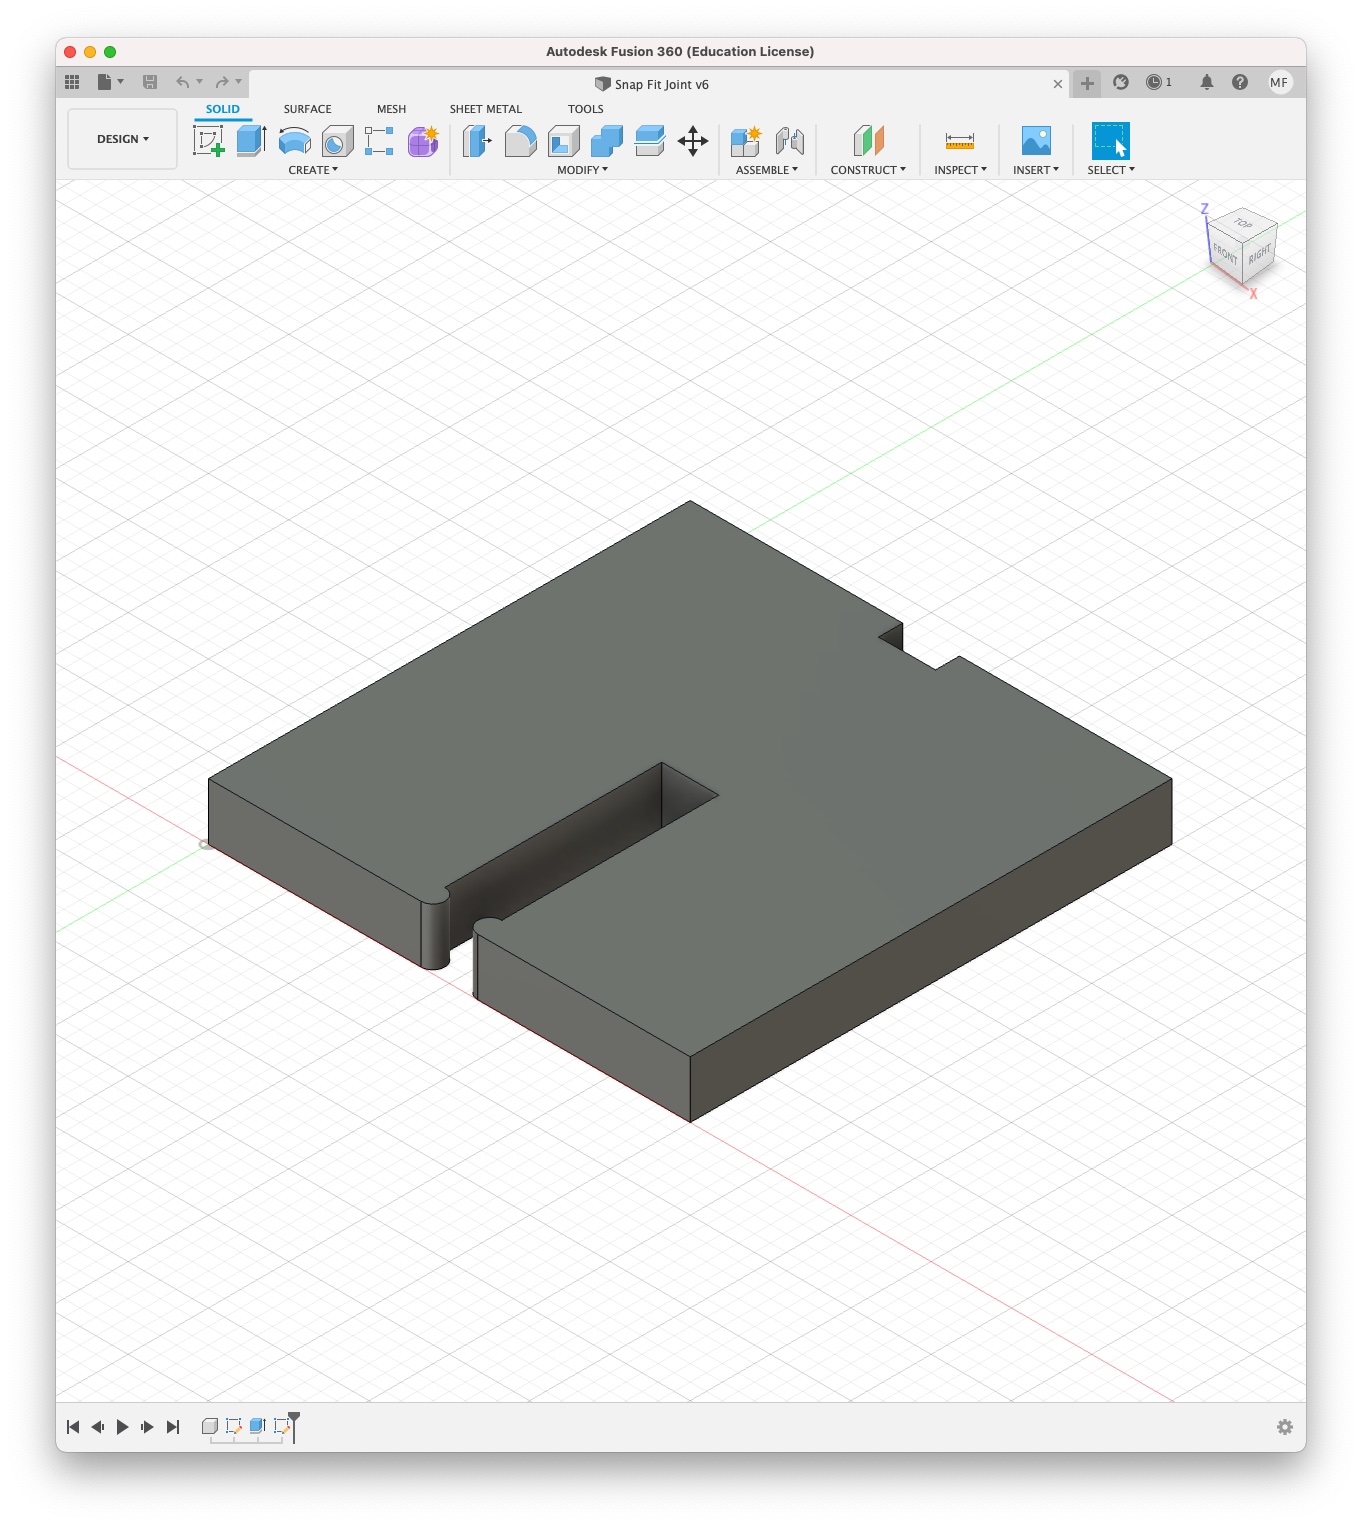 Autodesk Fusion 360 (Education License)
Snap Fit Joint v6
1
MF
DESIGN
SOLID
SURFACE
MESH
SHEET METAL
TOOLS
CREATE
MODIFY
ASSEMBLE
CONSTRUCT
INSPECT
INSERT
SELECT
Z
TOP
FRONT
RIGHT
X